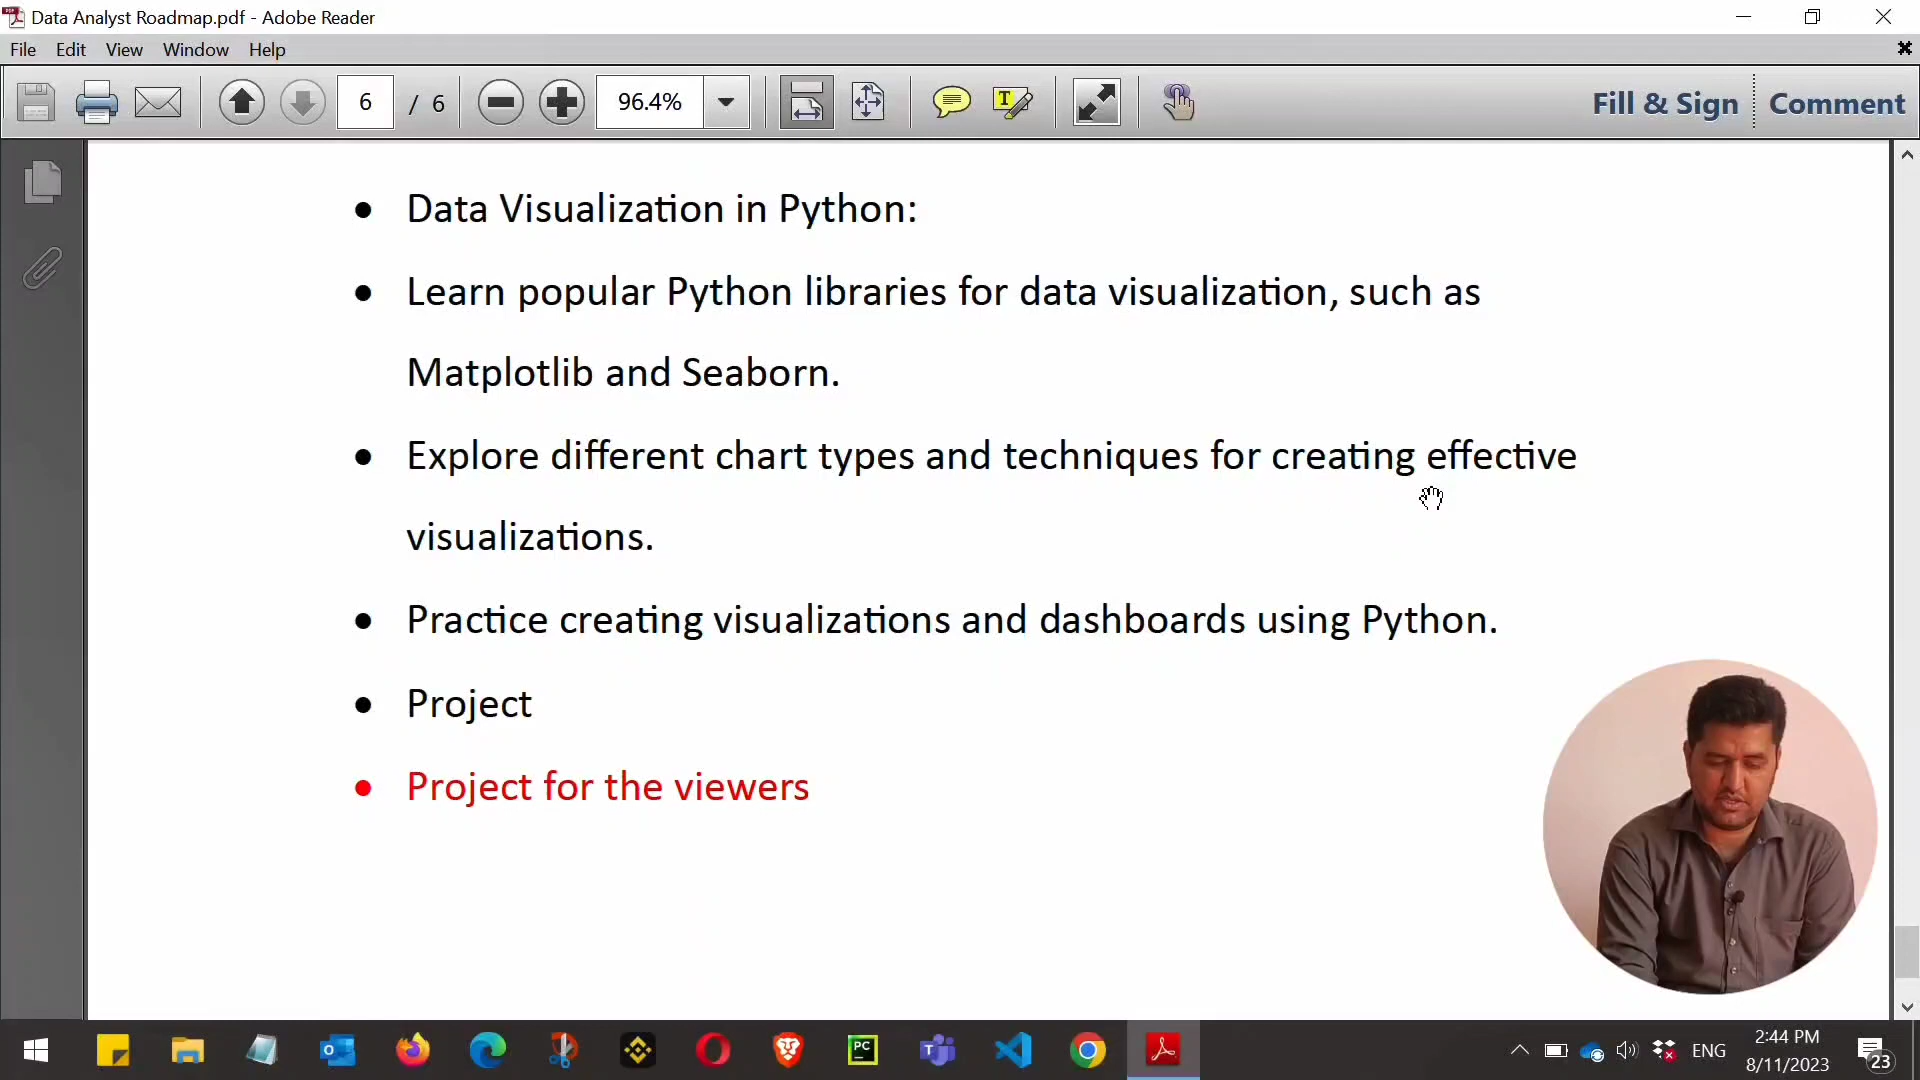 Data Analyst Roadmap.pdf - Adobe Reader
File Edit View Window Help
6 / 6 96.4% Fill & Sign Comment
• Data Visualization in Python:
• Learn popular Python libraries for data visualization, such as
Matplotlib and Seaborn.
• Explore different chart types and techniques for creating effective
visualizations.
• Practice creating visualizations and dashboards using Python.
• Project
• Project for the viewers
ENG
2:44 PM
8/11/2023
23